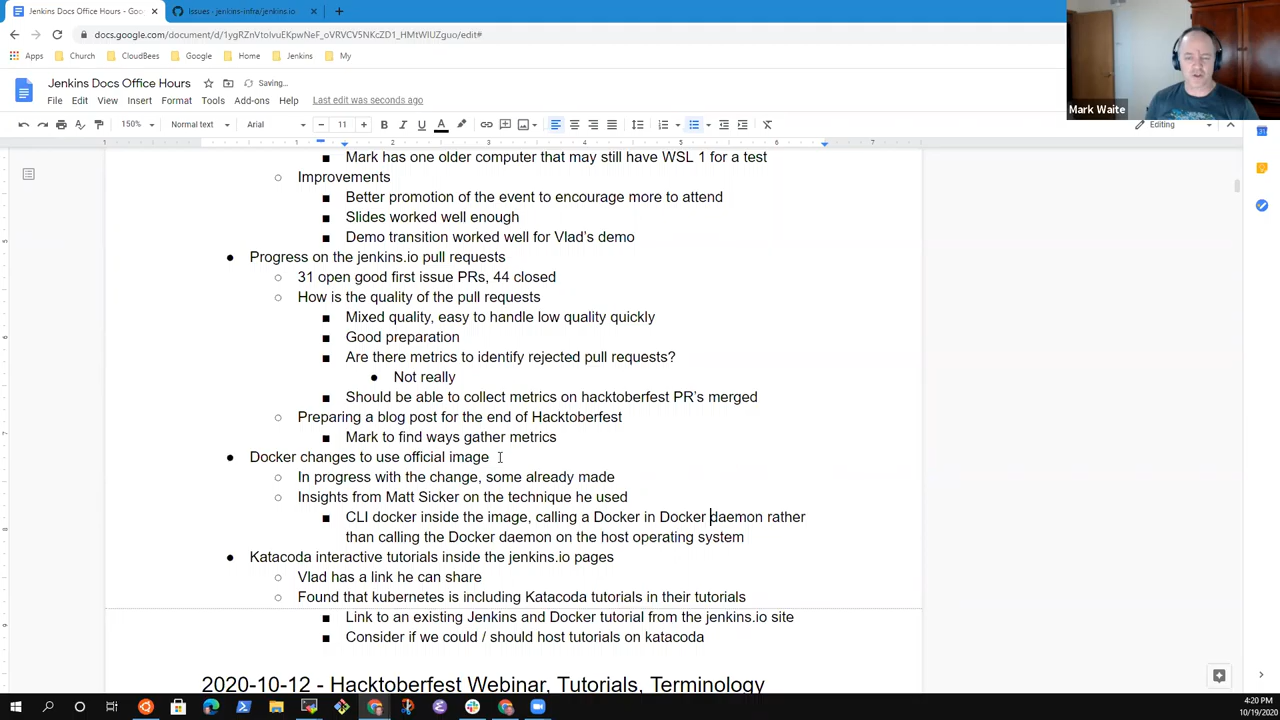 Jenkins Docs Office Hours - Goo
Issues · jenkins-infra/jenkins.io
docs.google.com/document/d/1ygRZnVtoIvuEKpwNeF_oVRVCV5NKcZD1_HMtWIUZguo/edit#
Apps Church CloudBees Google Home Jenkins My
Mark Waite
Jenkins Docs Office Hours Saving...
File Edit View Insert Format Tools Add-ons Help Last edit was seconds ago
150% Normal text Arial 11 B I U A Editing
1 1 2 3 4 5 6 7
Mark has one older computer that may still have WSL 1 for a test
Improvements
Better promotion of the event to encourage more to attend
Slides worked well enough
Demo transition worked well for Vlad's demo
Progress on the jenkins.io pull requests
31 open good first issue PRs, 44 closed
How is the quality of the pull requests
Mixed quality, easy to handle low quality quickly
Good preparation
Are there metrics to identify rejected pull requests?
Not really
Should be able to collect metrics on hacktoberfest PR's merged
Preparing a blog post for the end of Hacktoberfest
Mark to find ways gather metrics
Docker changes to use official image
In progress with the change, some already made
Insights from Matt Sicker on the technique he used
CLI docker inside the image, calling a Docker in Docker daemon rather
than calling the Docker daemon on the host operating system
Katacoda interactive tutorials inside the jenkins.io pages
Vlad has a link he can share
Found that kubernetes is including Katacoda tutorials in their tutorials
Link to an existing Jenkins and Docker tutorial from the jenkins.io site
Consider if we could / should host tutorials on katacoda
2020-10-12 - Hacktoberfest Webinar, Tutorials, Terminology
4:20 PM
10/19/2020